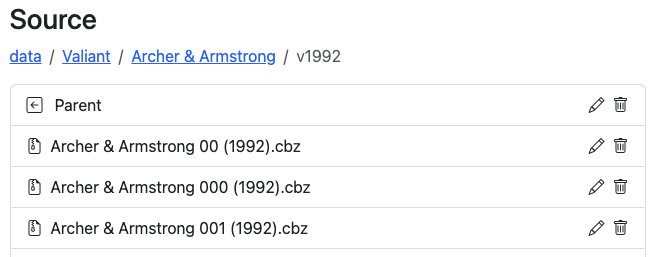 Source
data / Valiant / Archer & Armstrong / v1992
Parent
Archer & Armstrong 00 (1992).cbz
Archer & Armstrong 000 (1992).cbz
Archer & Armstrong 001 (1992).cbz